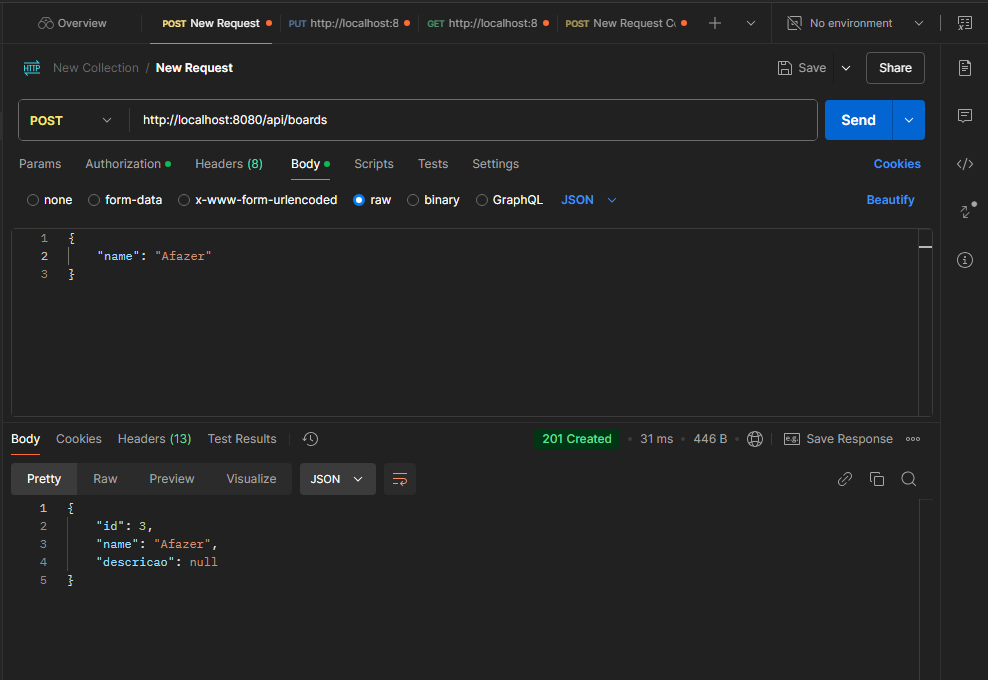 Overview POST New Request PUT http://localhost:8 GET http://localhost:8 POST New Request Co No environment
HTTP New Collection / New Request Save Share
POST http://localhost:8080/api/boards Send
Params Authorization Headers (8) Body Scripts Tests Settings Cookies
none form-data x-www-form-urlencoded raw binary GraphQL JSON Beautify
1 {
2 "name": "Afazer"
3 }
Body Cookies Headers (13) Test Results 201 Created 31 ms 446 B e.g. Save Response
Pretty Raw Preview Visualize JSON
1 {
2 "id": 3,
3 "name": "Afazer",
4 "descricao": null
5 }